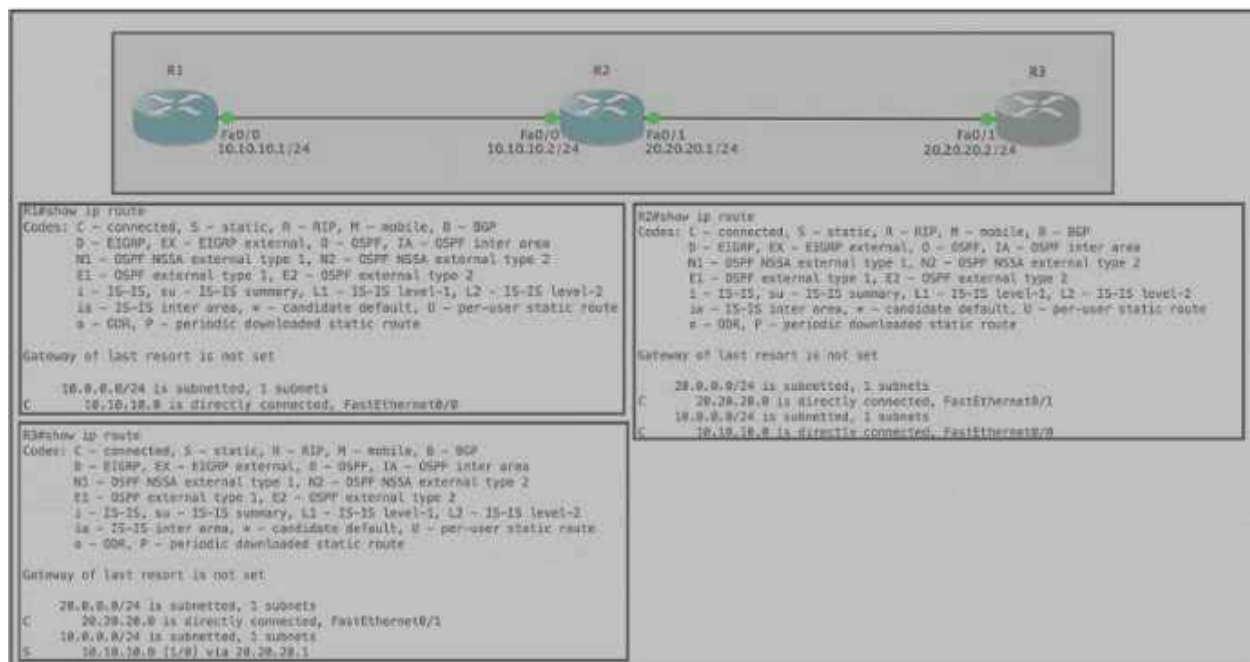 R1
R2
R3
Fa0/0
10.10.10.1/24
Fa0/0
10.10.10.2/24
Fa0/1
20.20.20.1/24
Fa0/1
20.20.20.2/24
R1#show ip route
Codes: C - connected, S - static, R - RIP, M - mobile, B - BGP
D - EIGRP, EX - EIGRP external, O - OSPF, IA - OSPF inter area
N1 - OSPF NSSA external type 1, N2 - OSPF NSSA external type 2
E1 - OSPF external type 1, E2 - OSPF external type 2
i - IS-IS, su - IS-IS summary, L1 - IS-IS level-1, L2 - IS-IS level-2
ia - IS-IS inter area, * - candidate default, U - per-user static route
o - ODR, P - periodic downloaded static route
Gateway of last resort is not set
10.0.0.0/24 is subnetted, 1 subnets
C 10.10.10.0 is directly connected, FastEthernet0/0
R2#show ip route
Codes: C - connected, S - static, R - RIP, M - mobile, B - BGP
D - EIGRP, EX - EIGRP external, O - OSPF, IA - OSPF inter area
N1 - OSPF NSSA external type 1, N2 - OSPF NSSA external type 2
E1 - OSPF external type 1, E2 - OSPF external type 2
i - IS-IS, su - IS-IS summary, L1 - IS-IS level-1, L2 - IS-IS level-2
ia - IS-IS inter area, * - candidate default, U - per-user static route
o - ODR, P - periodic downloaded static route
Gateway of last resort is not set
20.0.0.0/24 is subnetted, 1 subnets
C 20.20.20.0 is directly connected, FastEthernet0/1
10.0.0.0/24 is subnetted, 1 subnets
C 10.10.10.0 is directly connected, FastEthernet0/0
R3#show ip route
Codes: C - connected, S - static, R - RIP, M - mobile, B - BGP
D - EIGRP, EX - EIGRP external, O - OSPF, IA - OSPF inter area
N1 - OSPF NSSA external type 1, N2 - OSPF NSSA external type 2
E1 - OSPF external type 1, E2 - OSPF external type 2
i - IS-IS, su - IS-IS summary, L1 - IS-IS level-1, L2 - IS-IS level-2
ia - IS-IS inter area, * - candidate default, U - per-user static route
o - ODR, P - periodic downloaded static route
Gateway of last resort is not set
20.0.0.0/24 is subnetted, 1 subnets
C 20.20.20.0 is directly connected, FastEthernet0/1
10.0.0.0/24 is subnetted, 1 subnets
S 10.10.10.0 [1/0] via 20.20.20.1